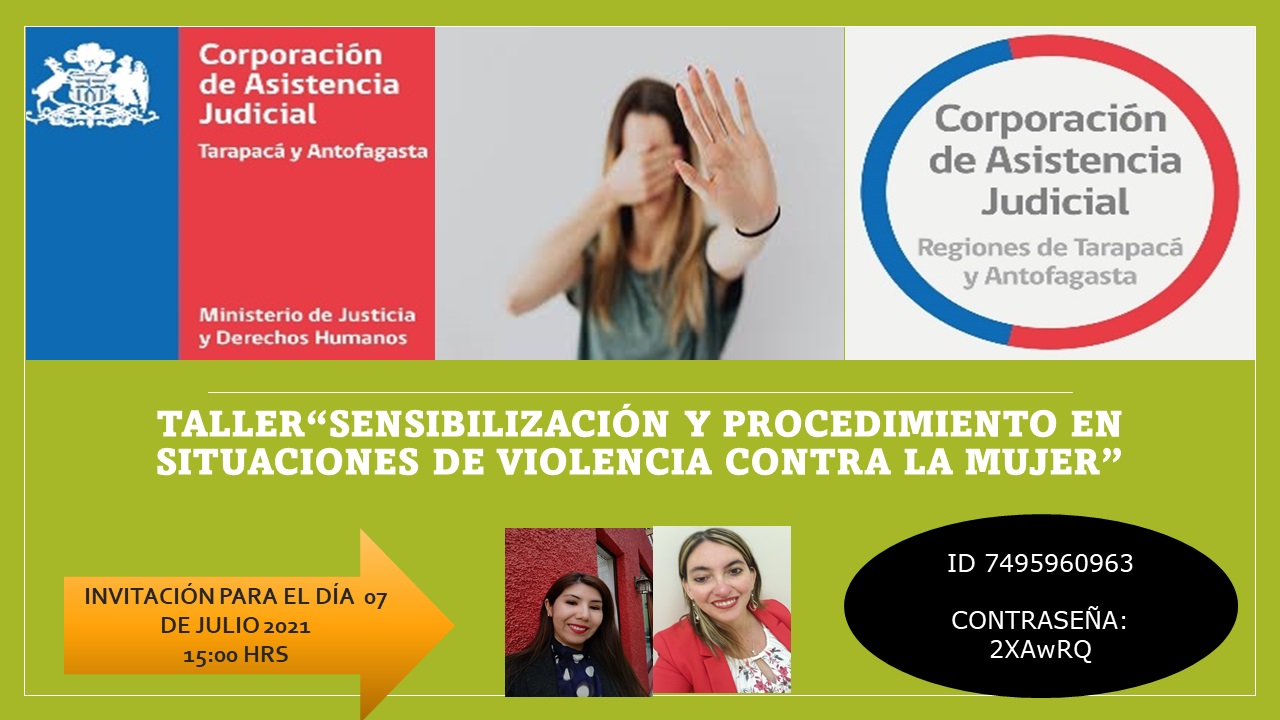 Corporación
de Asistencia
Judicial
Tarapacá y Antofagasta
Ministerio de Justicia
y Derechos Humanos
Corporación
de Asistencia
Judicial
Regiones de Tarapacá
y Antofagasta
TALLER“SENSIBILIZACIÓN Y PROCEDIMIENTO EN
SITUACIONES DE VIOLENCIA CONTRA LA MUJER”
INVITACIÓN PARA EL DÍA 07
DE JULIO 2021
15:00 HRS
ID 7495960963
CONTRASEÑA:
2XAwRQ